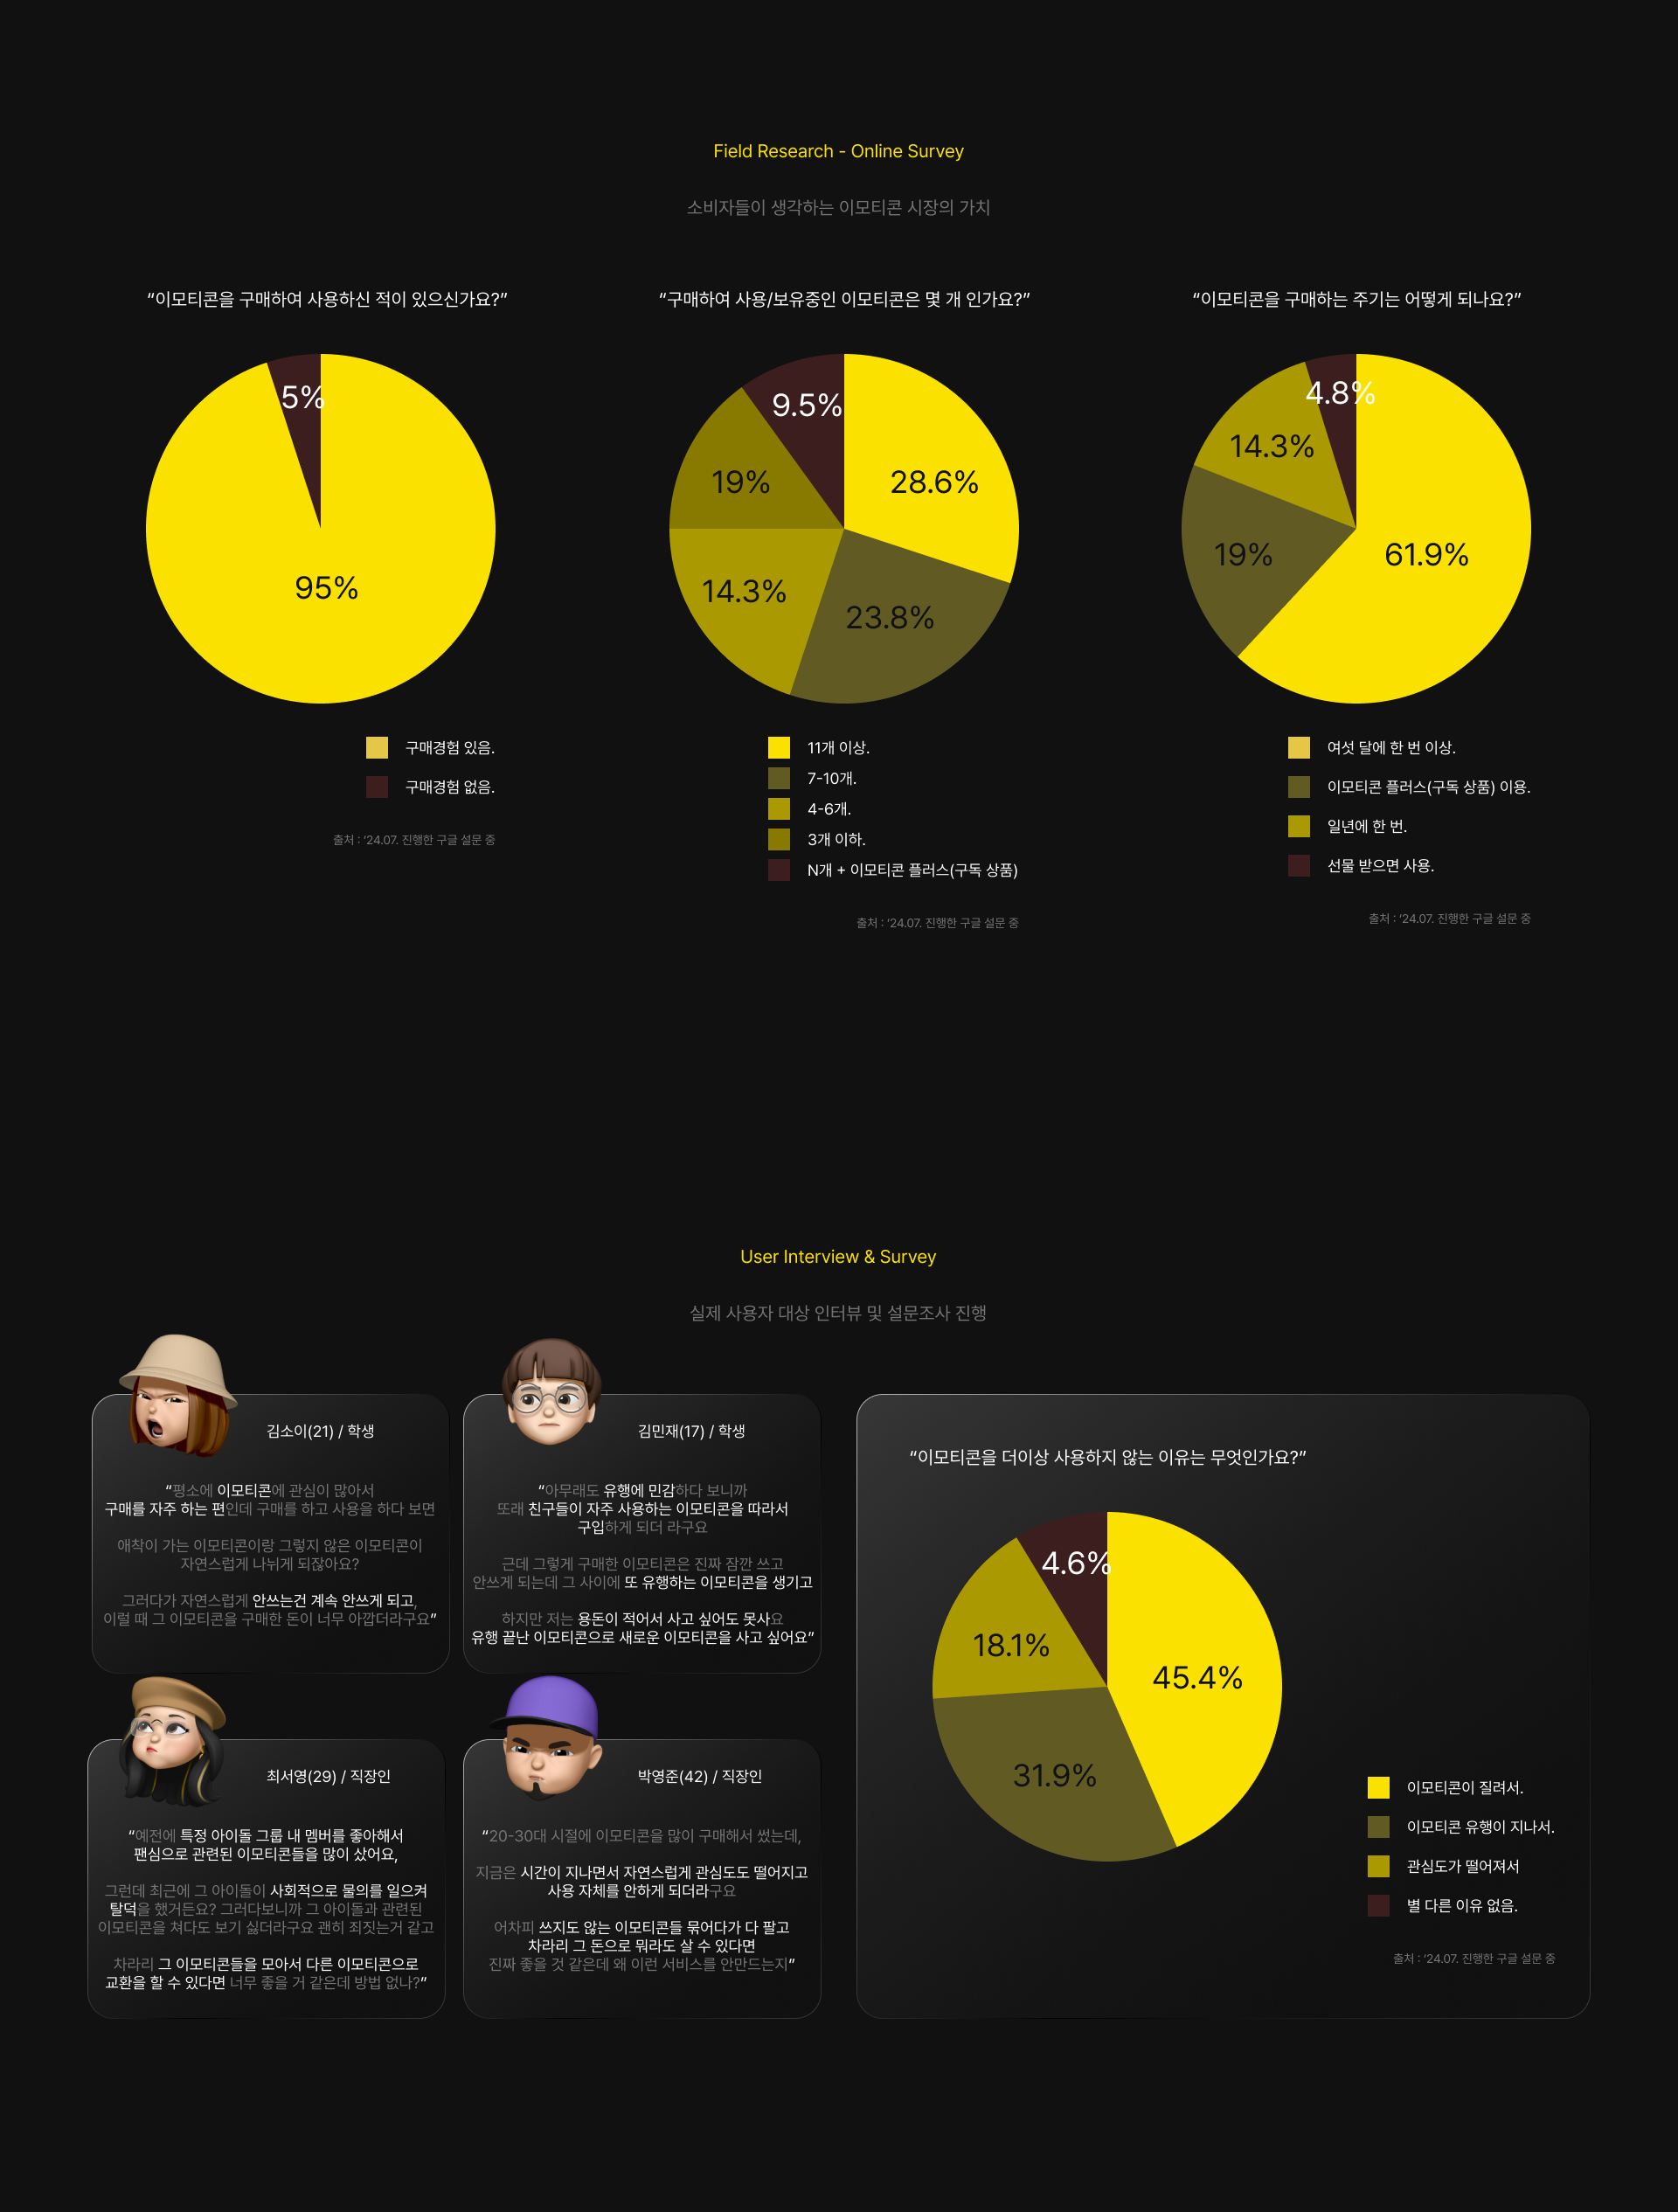 Field Research - Online Survey
소비자들이 생각하는 이모티콘 시장의 가치
“이모티콘을 구매하여 사용하신 적이 있으신가요?”
5%
95%
구매경험 있음.
구매경험 없음.
출처 : ‘24.07. 진행한 구글 설문 중
“구매하여 사용/보유중인 이모티콘은 몇 개 인가요?”
9.5%
28.6%
19%
14.3%
23.8%
11개 이상.
7-10개.
4-6개.
3개 이하.
N개 + 이모티콘 플러스(구독 상품)
출처 : ‘24.07. 진행한 구글 설문 중
“이모티콘을 구매하는 주기는 어떻게 되나요?”
4.8%
14.3%
19%
61.9%
여섯 달에 한 번 이상.
이모티콘 플러스(구독 상품) 이용.
일년에 한 번.
선물 받으면 사용.
출처 : ‘24.07. 진행한 구글 설문 중
User Interview & Survey
실제 사용자 대상 인터뷰 및 설문조사 진행
김소이(21) / 학생
“평소에 이모티콘에 관심이 많아서
구매를 자주 하는 편인데 구매를 하고 사용을 하다 보면
애착이 가는 이모티콘이랑 그렇지 않은 이모티콘이
자연스럽게 나뉘게 되잖아요?
그러다가 자연스럽게 안쓰는건 계속 안쓰게 되고,
이럴 때 그 이모티콘을 구매한 돈이 너무 아깝더라구요”
김민재(17) / 학생
“아무래도 유행에 민감하다 보니까
또래 친구들이 자주 사용하는 이모티콘을 따라서
구입하게 되더 라구요
근데 그렇게 구매한 이모티콘은 진짜 잠깐 쓰고
안쓰게 되는데 그 사이에 또 유행하는 이모티콘을 생기고
하지만 저는 용돈이 적어서 사고 싶어도 못사요
유행 끝난 이모티콘으로 새로운 이모티콘을 사고 싶어요”
최서영(29) / 직장인
“예전에 특정 아이돌 그룹 내 멤버를 좋아해서
팬심으로 관련된 이모티콘들을 많이 샀어요,
그런데 최근에 그 아이돌이 사회적으로 물의를 일으켜
탈덕을 했거든요? 그러다보니까 그 아이돌과 관련된
이모티콘을 쳐다도 보기 싫더라구요 괜히 죄짓는거 같고
차라리 그 이모티콘들을 모아서 다른 이모티콘으로
교환을 할 수 있다면 너무 좋을 거 같은데 방법 없나?”
박영준(42) / 직장인
“20-30대 시절에 이모티콘을 많이 구매해서 썼는데,
지금은 시간이 지나면서 자연스럽게 관심도도 떨어지고
사용 자체를 안하게 되더라구요
어차피 쓰지도 않는 이모티콘들 묶어다가 다 팔고
차라리 그 돈으로 뭐라도 살 수 있다면
진짜 좋을 것 같은데 왜 이런 서비스를 안만드는지”
“이모티콘을 더이상 사용하지 않는 이유는 무엇인가요?”
4.6%
18.1%
45.4%
31.9%
이모티콘이 질려서.
이모티콘 유행이 지나서.
관심도가 떨어져서
별 다른 이유 없음.
출처 : ‘24.07. 진행한 구글 설문 중